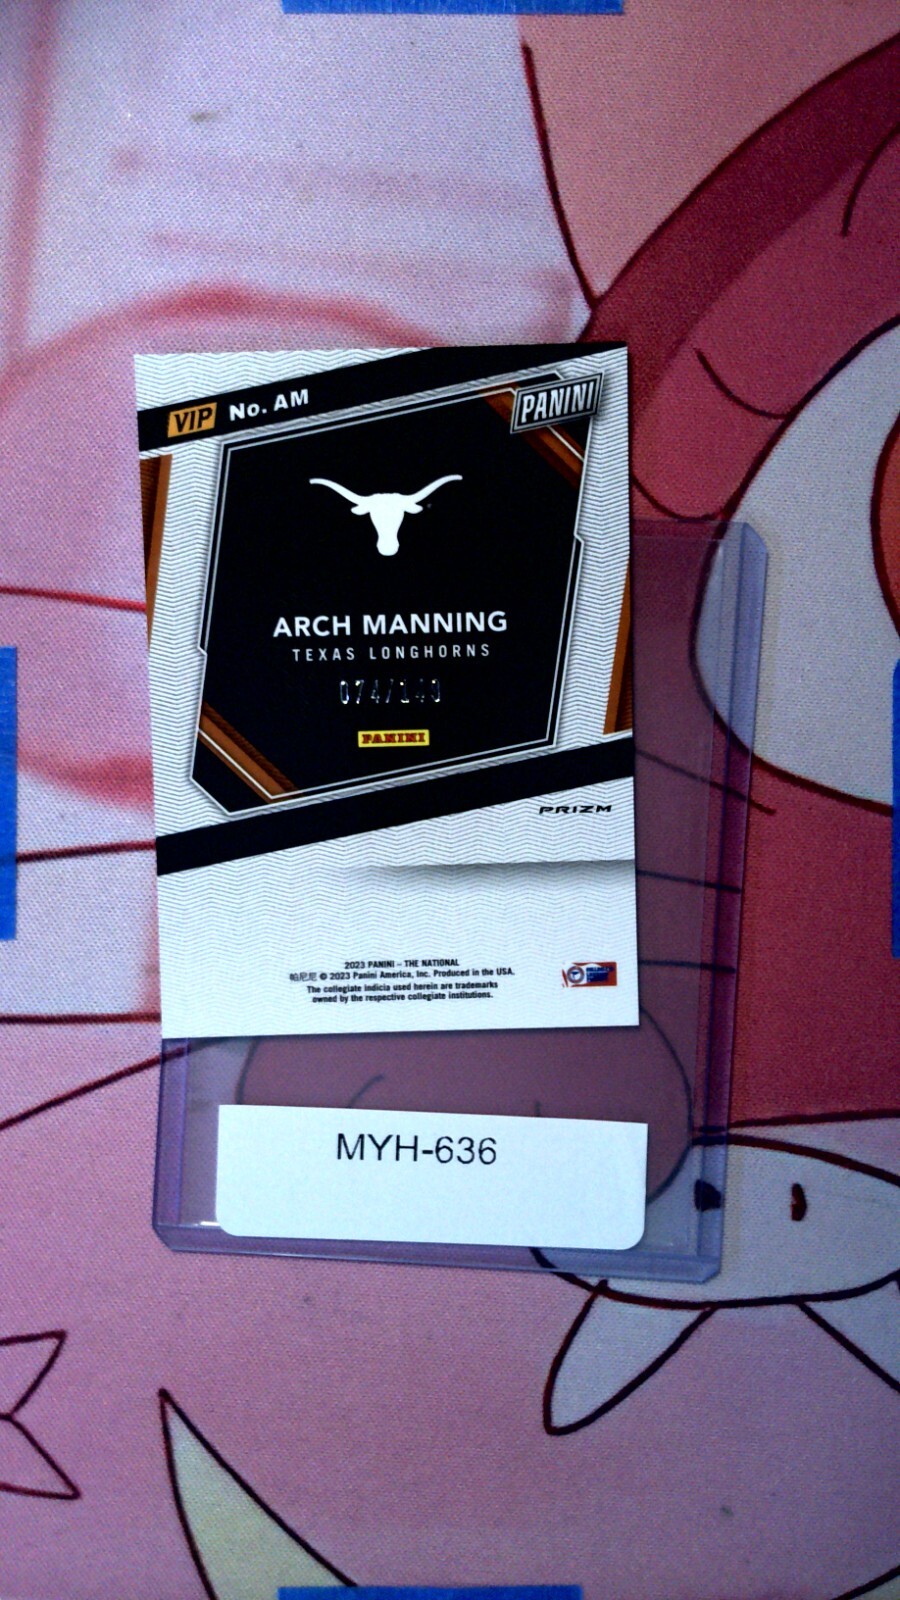 VIP No. AM
PANINI
ARCH MANNING
TEXAS LONGHORNS
074/140
PANINI
PRIZM
2023 PANINI – THE NATIONAL
帕尼尼 © 2023 Panini America, Inc. Produced in the USA.
The collegiate indicia used herein are trademarks
owned by the respective collegiate institutions.
MYH-636